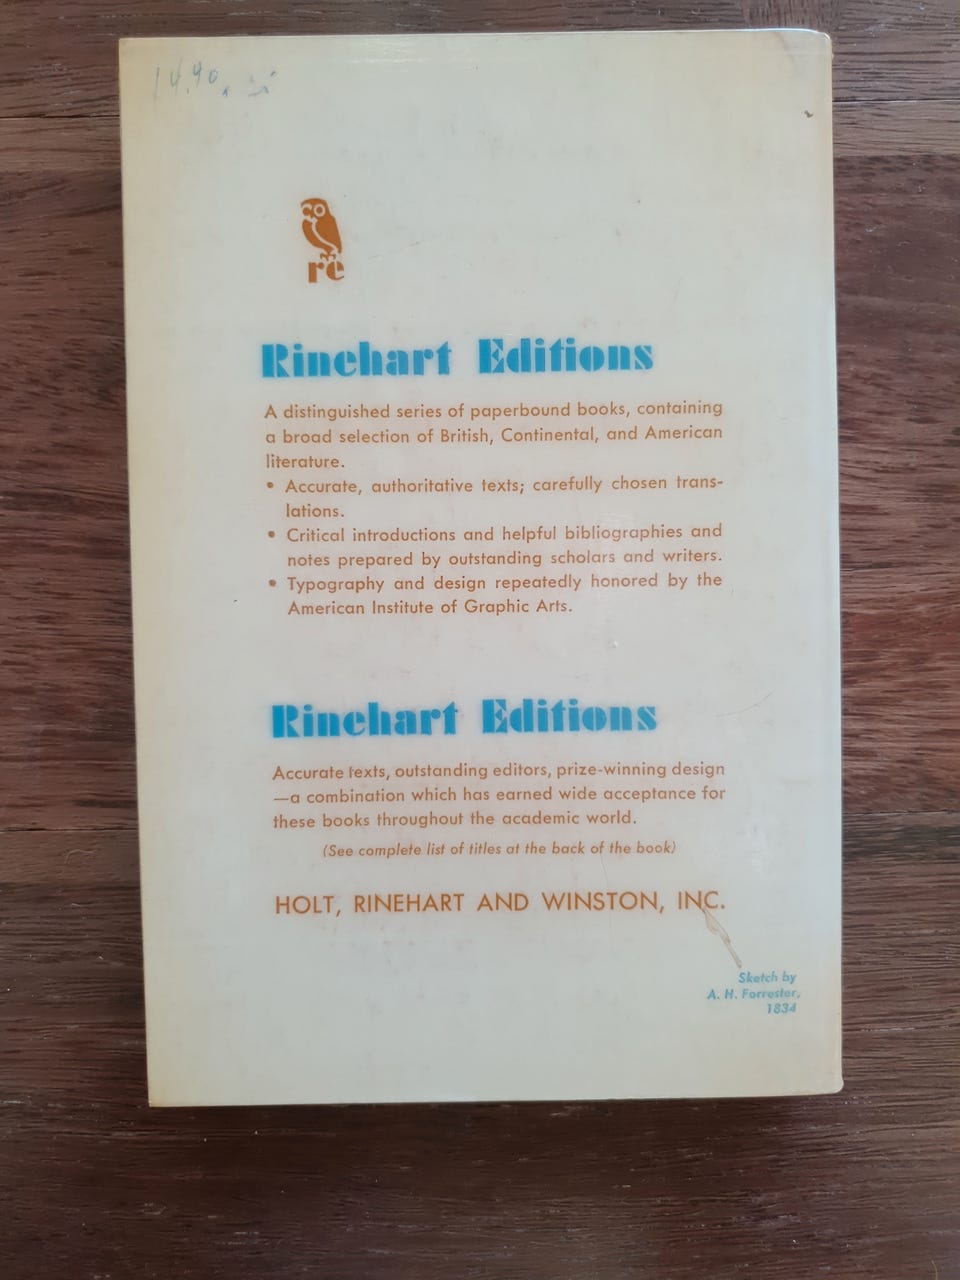 14.90.
re
Rinehart Editions
A distinguished series of paperbound books, containing
a broad selection of British, Continental, and American
literature.
• Accurate, authoritative texts; carefully chosen trans-
lations.
• Critical introductions and helpful bibliographies and
notes prepared by outstanding scholars and writers.
• Typography and design repeatedly honored by the
American Institute of Graphic Arts.
Rinehart Editions
Accurate texts, outstanding editors, prize-winning design
—a combination which has earned wide acceptance for
these books throughout the academic world.
(See complete list of titles at the back of the book)
HOLT, RINEHART AND WINSTON, INC.
Sketch by
A. H. Forrester,
1834